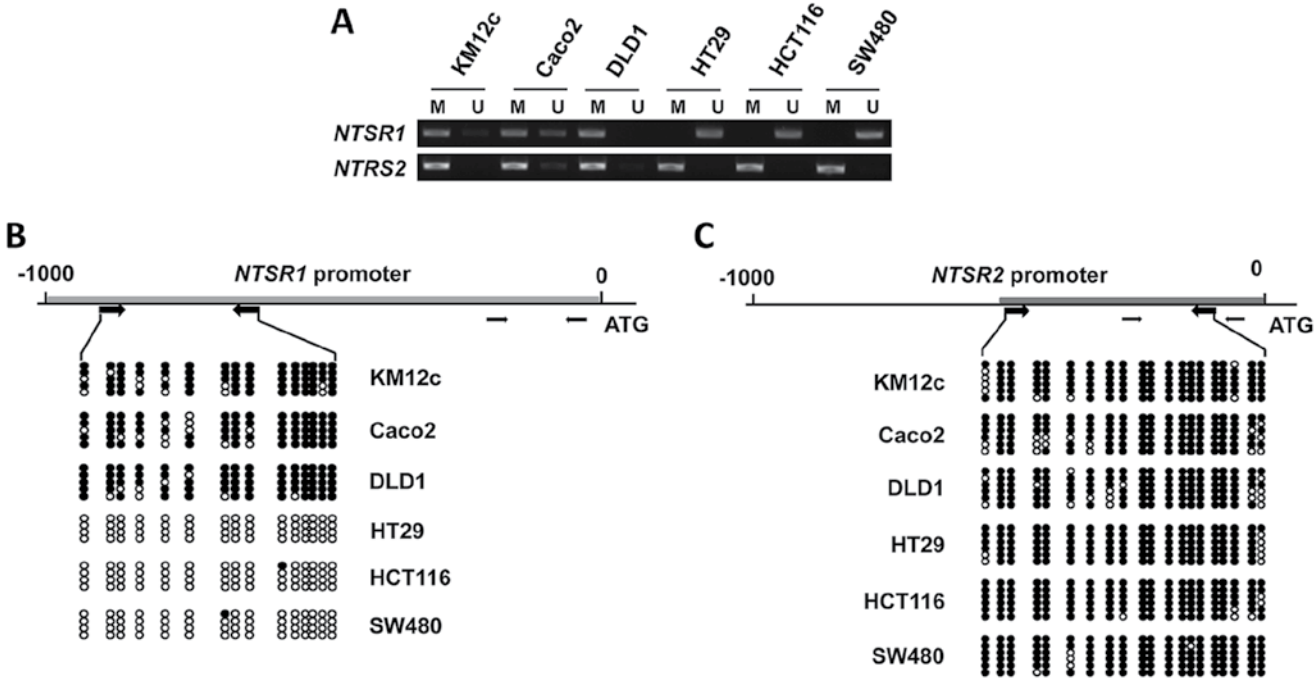 A
KM12c Caco2 DLD1 HT29 HCT116 SW480
M U M U M U M U M U M U
NTSR1
NTRS2
B
-1000 NTSR1 promoter 0
ATG
KM12c
Caco2
DLD1
HT29
HCT116
SW480
C
-1000 NTSR2 promoter 0
ATG
KM12c
Caco2
DLD1
HT29
HCT116
SW480